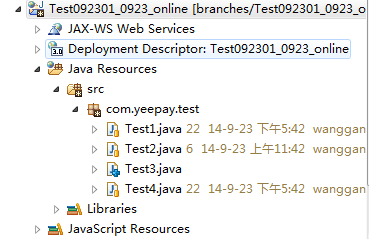 Test092301_0923_online [branches/Test092301_0923_o
JAX-WS Web Services
Deployment Descriptor: Test092301_0923_online
Java Resources
src
com.yeepay.test
Test1.java 22 14-9-23 下午5:42 wanggan
Test2.java 6 14-9-23 上午11:42 wanggan
Test3.java
Test4.java 22 14-9-23 下午5:42 wanggan
Libraries
JavaScript Resources